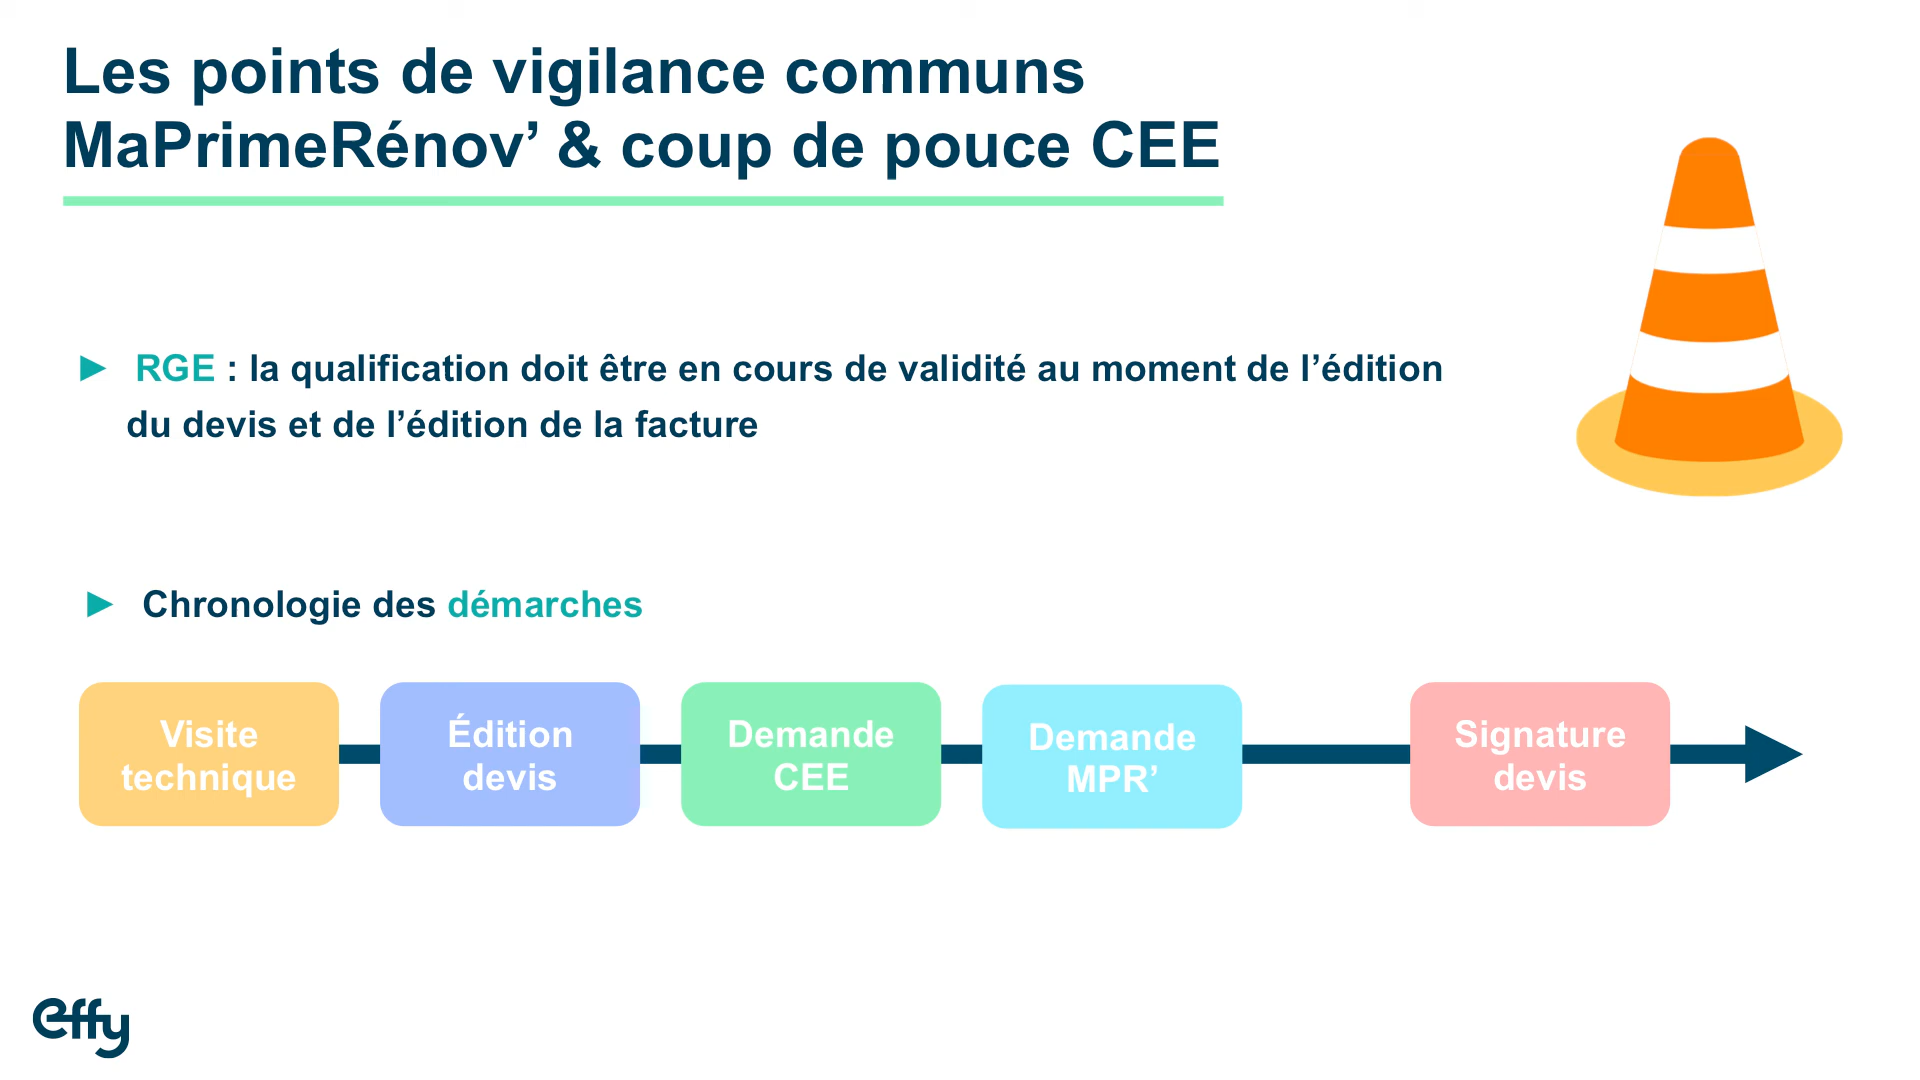 Les points de vigilance communs
MaPrimeRénov’ & coup de pouce CEE
► RGE : la qualification doit être en cours de validité au moment de l’édition
du devis et de l’édition de la facture
► Chronologie des démarches
Visite
technique
Édition
devis
Demande
CEE
Demande
MPR’
Signature
devis
effy